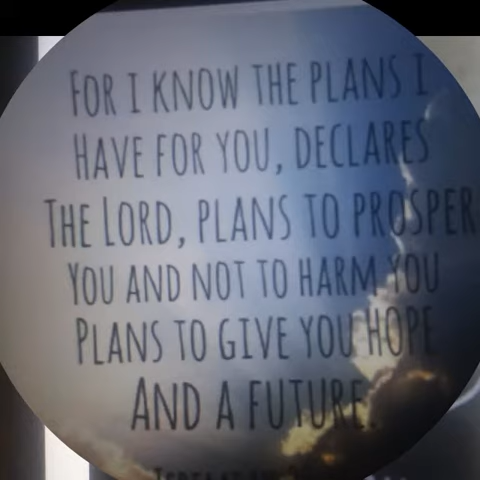 FOR I KNOW THE PLANS I
HAVE FOR YOU, DECLARES
THE LORD, PLANS TO PROSPER
YOU AND NOT TO HARM YOU
PLANS TO GIVE YOU HOPE
AND A FUTURE.